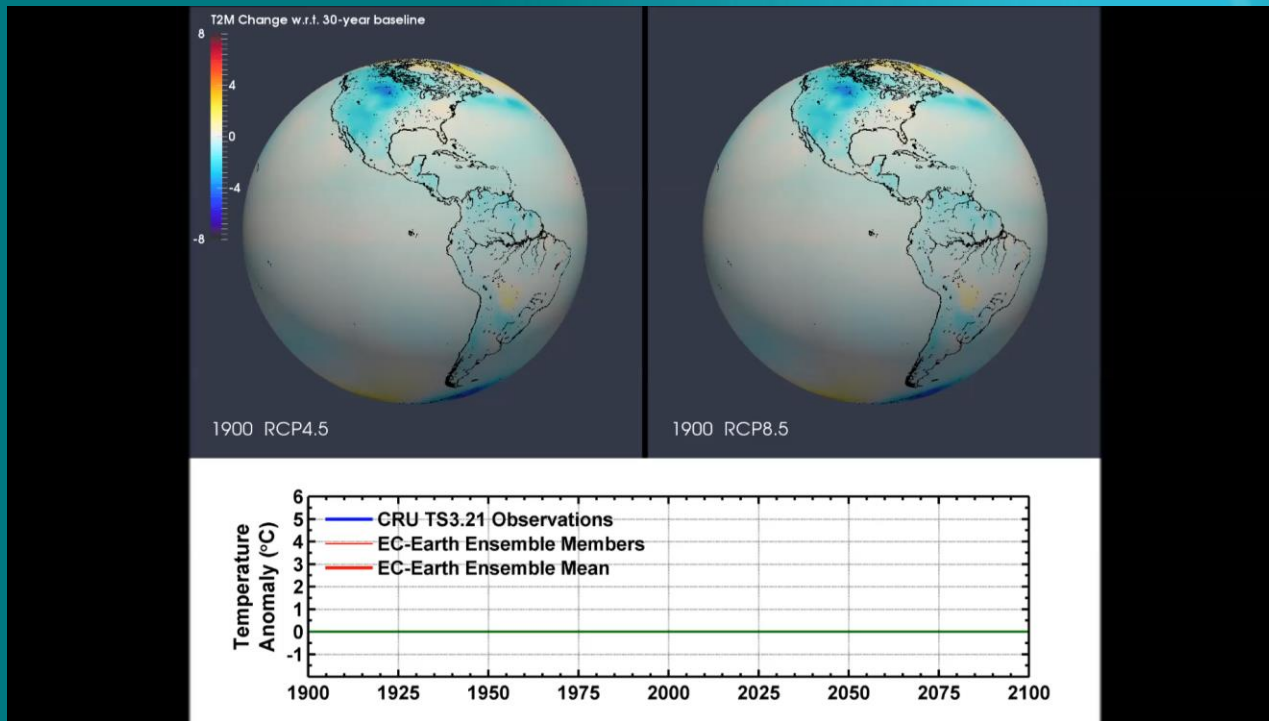 T2M Change w.r.t. 30-year baseline
8
4
0
-4
-8
1900 RCP4.5
1900 RCP8.5
Temperature
Anomaly (°C)
6
5
4
3
2
1
0
-1
CRU TS3.21 Observations
EC-Earth Ensemble Members
EC-Earth Ensemble Mean
1900 1925 1950 1975 2000 2025 2050 2075 2100